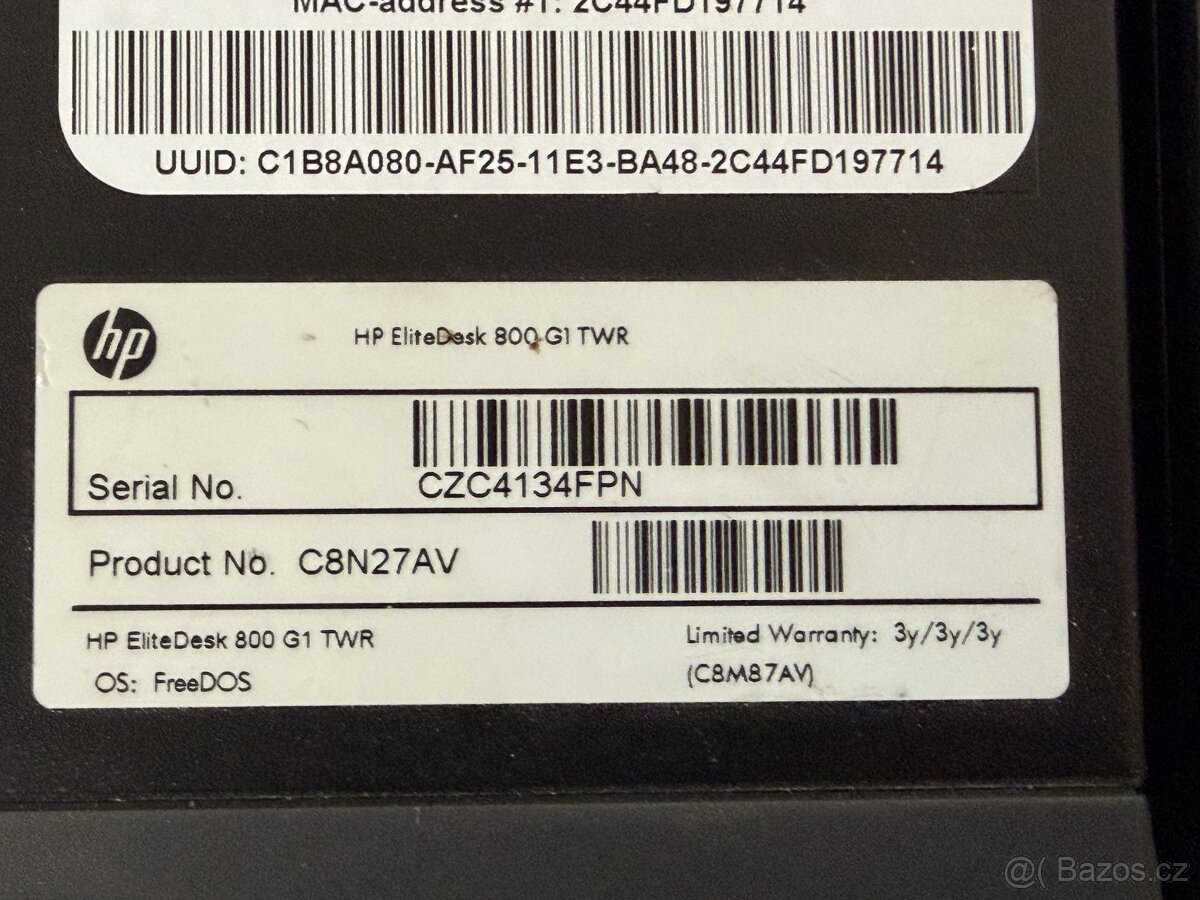 MAC-address #1: 2C44FD197714
UUID: C1B8A080-AF25-11E3-BA48-2C44FD197714
hp
HP EliteDesk 800 G1 TWR
Serial No. CZC4134FPN
Product No. C8N27AV
HP EliteDesk 800 G1 TWR
Limited Warranty: 3y/3y/3y
OS: FreeDOS
(C8M87AV)
@( Bazos.cz